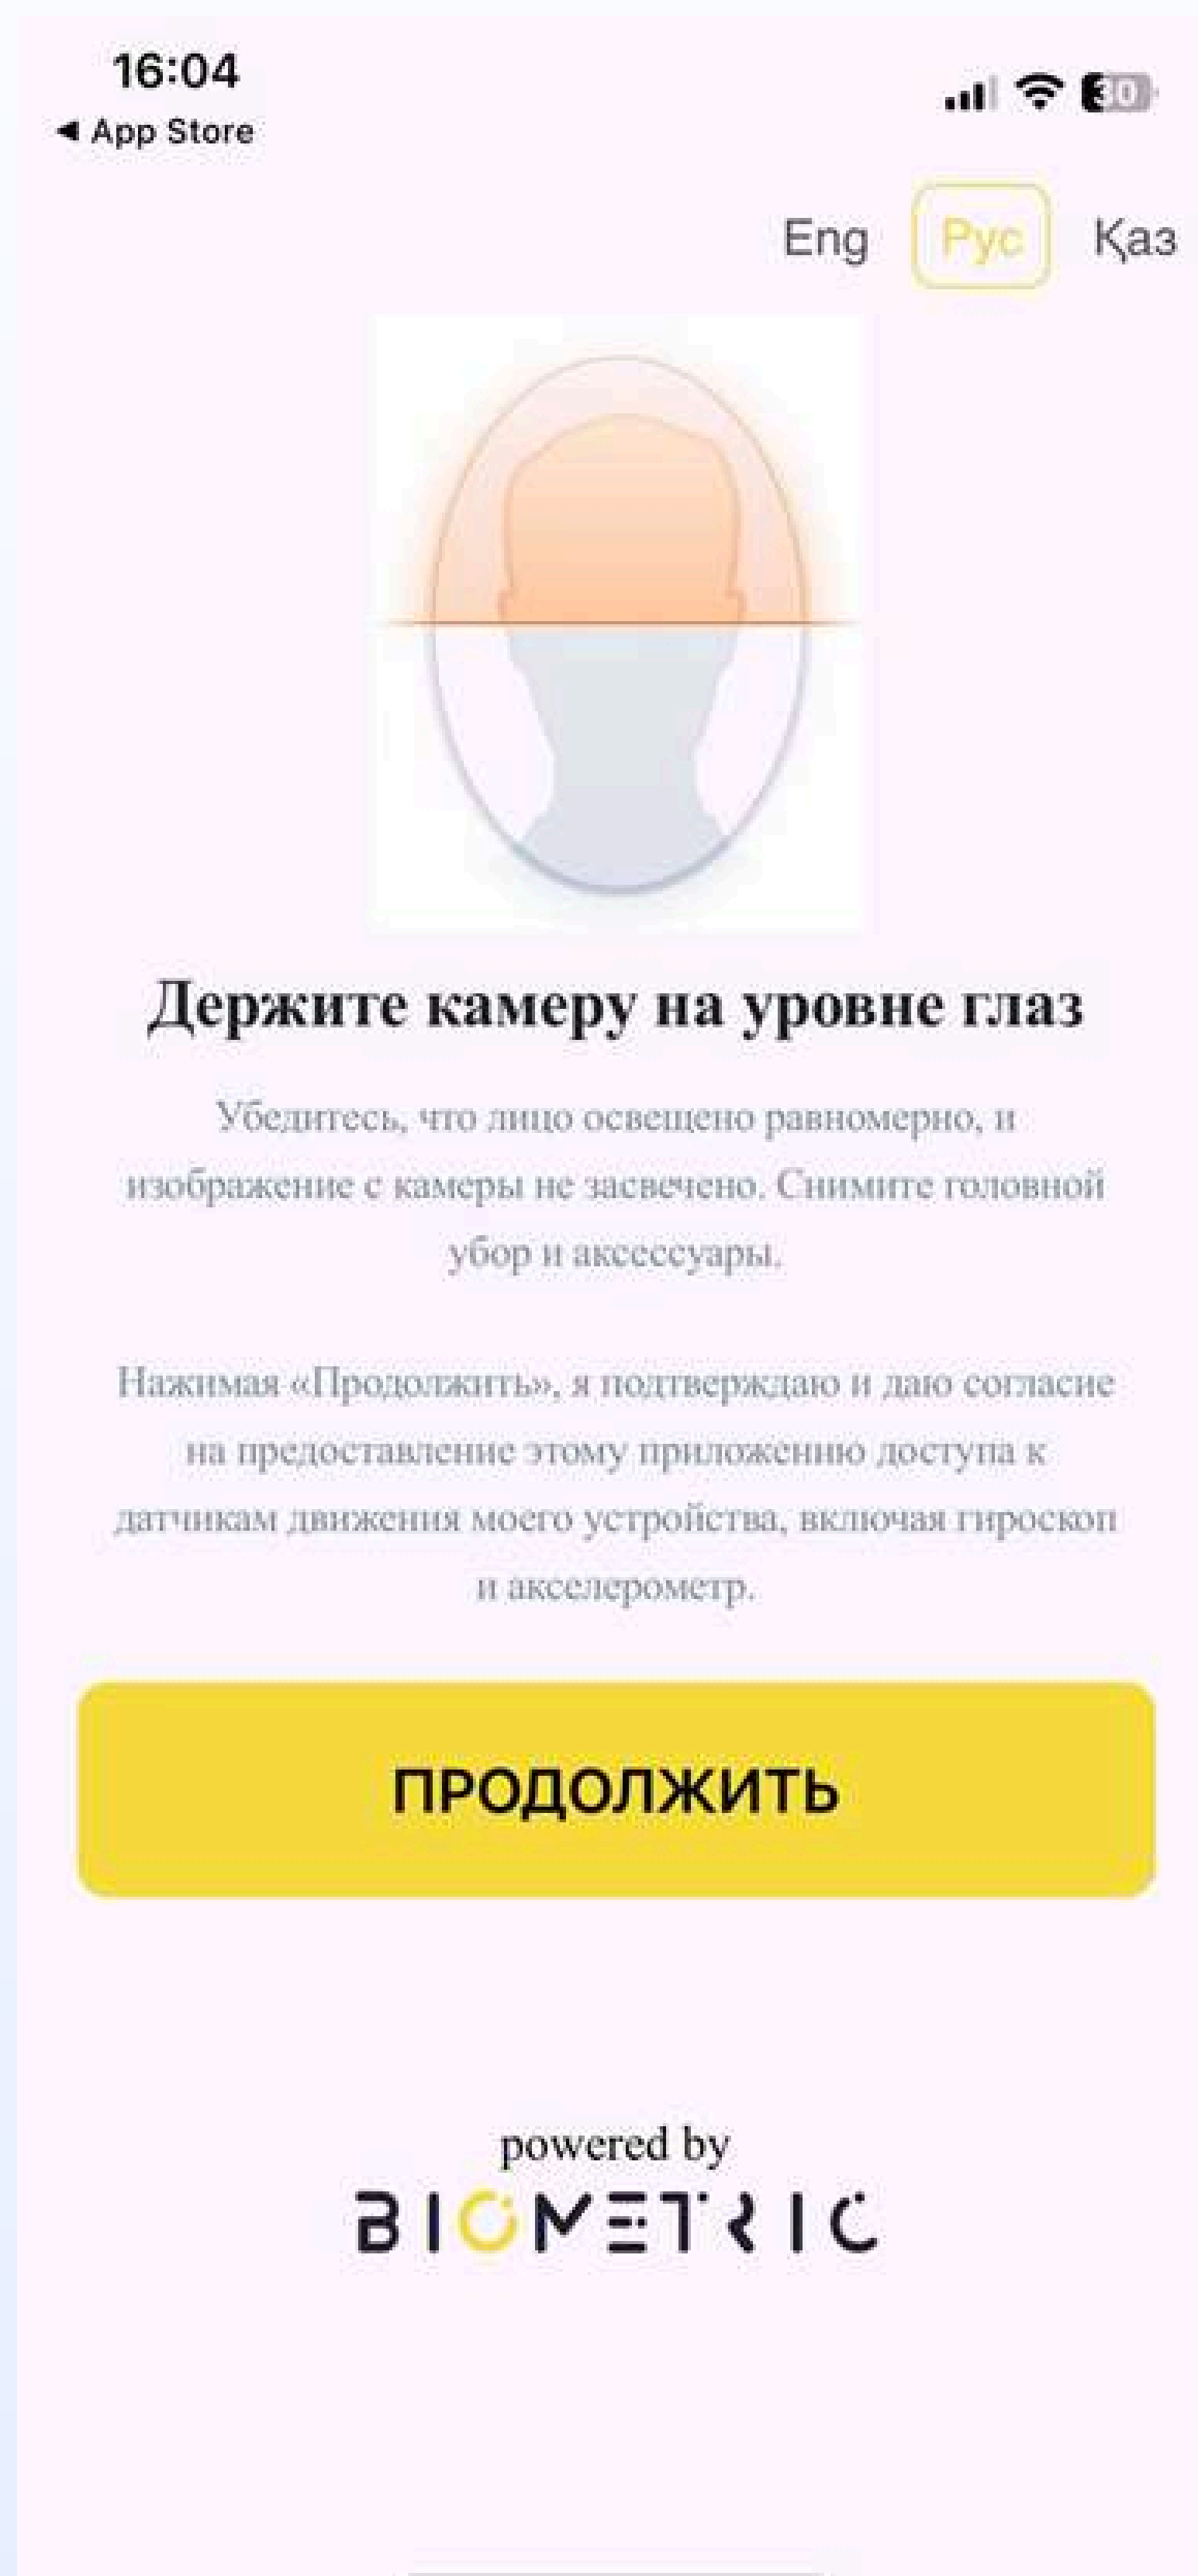 16:04
30
◀ App Store
Eng Рус Қаз
Держите камеру на уровне глаз
Убедитесь, что лицо освещено равномерно, и
изображение с камеры не засвечено. Снимите головной
убор и аксессуары.
Нажимая «Продолжить», я подтверждаю и даю согласие
на предоставление этому приложению доступа к
датчикам движения моего устройства, включая гироскоп
и акселерометр.
ПРОДОЛЖИТЬ
powered by
BIOMETRIC